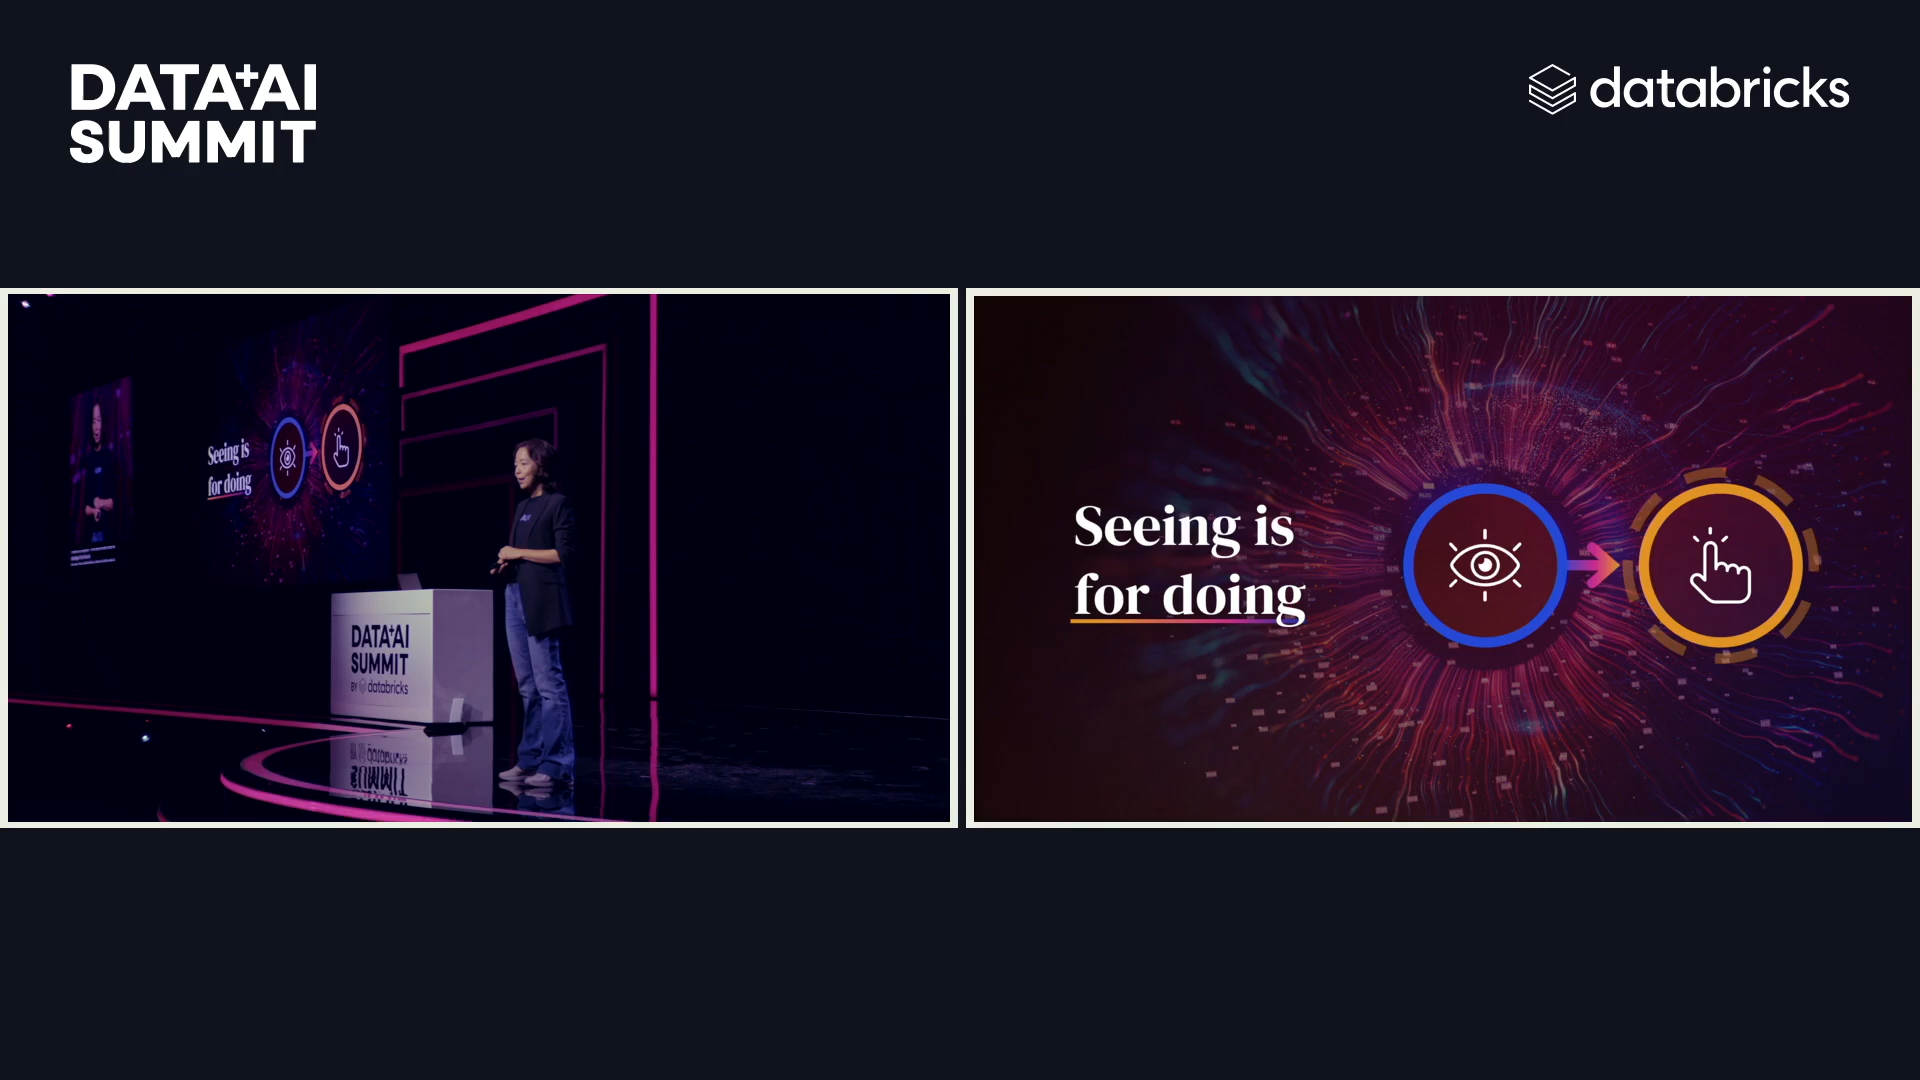 DATA+AI
SUMMIT
databricks
Seeing is
for doing
DATA+AI
SUMMIT
BY databricks
Seeing is
for doing